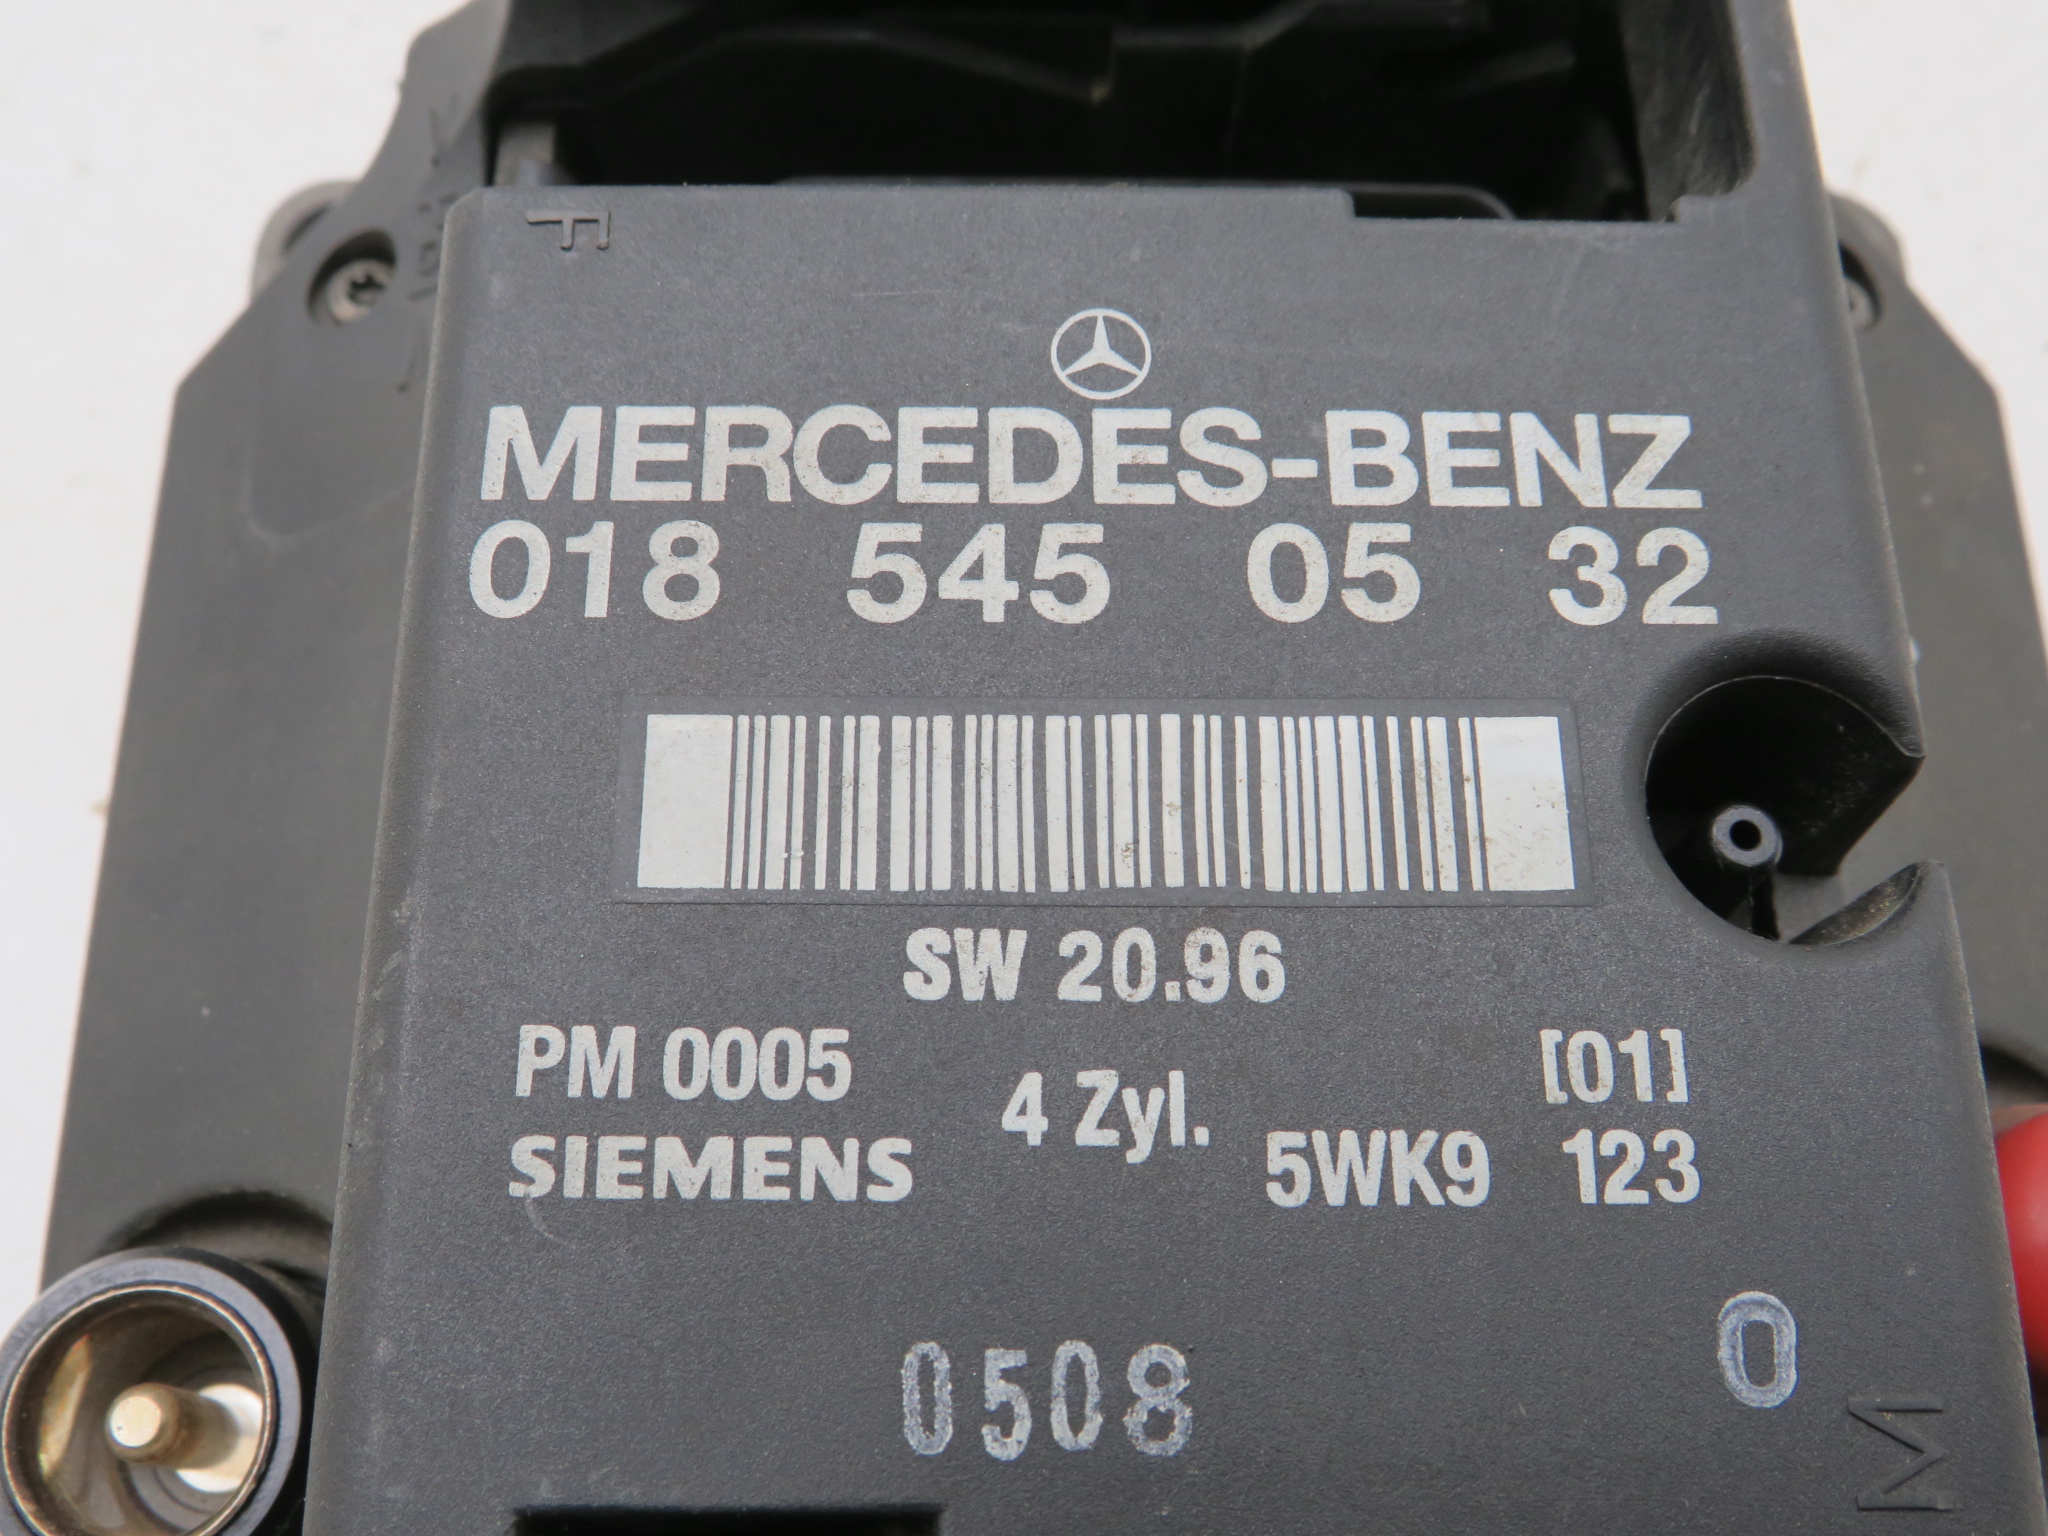 F
MERCEDES-BENZ
018 545 05 32
SW 20.96
PM 0005
[01]
4 Zyl.
SIEMENS
5WK9 123
0
0508
M